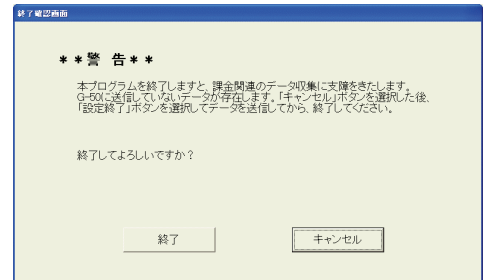 終了確認画面
**警 告**
本プログラムを終了しますと、課金関連のデータ収集に支障をきたします。
G-50に送信していないデータが存在します。「キャンセル」ボタンを選択した後、
「設定終了」ボタンを選択してデータを送信してから、終了してください。
終了してよろしいですか？
終了
キャンセル